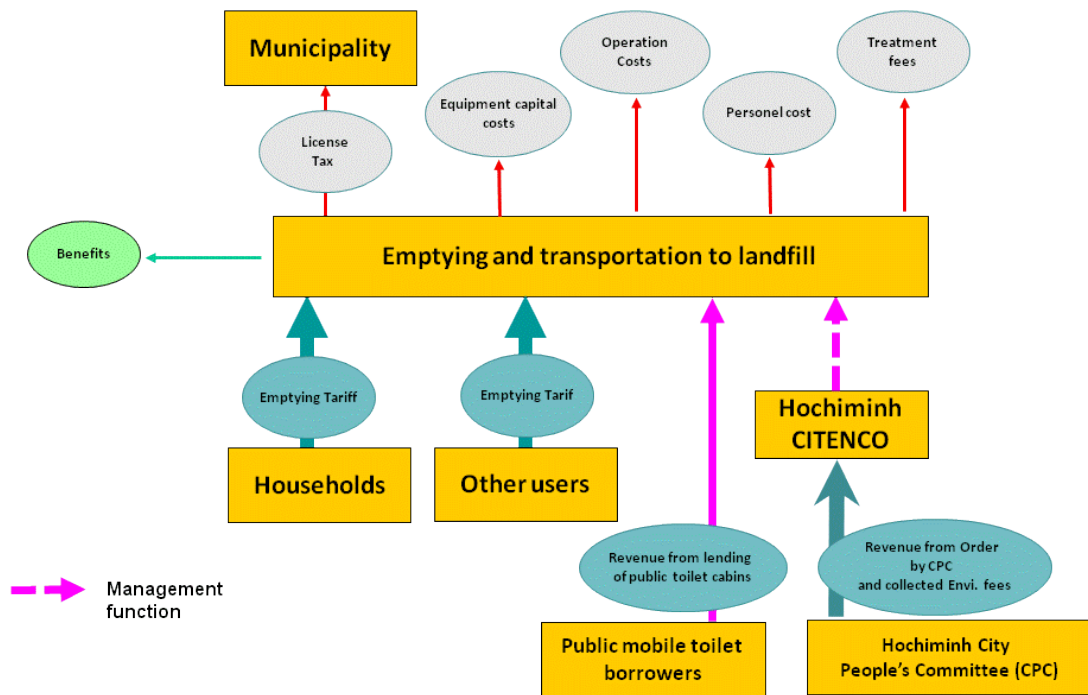 Municipality
Operation
Costs
Treatment
fees
Equipment capital
costs
Personel cost
License
Tax
Benefits
Emptying and transportation to landfill
Emptying Tariff
Emptying Tarif
Hochiminh
CITENCO
Households
Other users
Revenue from lending
of public toilet cabins
Revenue from Order
by CPC
and collected Envi. fees
Management
function
Public mobile toilet
borrowers
Hochiminh City
People’s Committee (CPC)